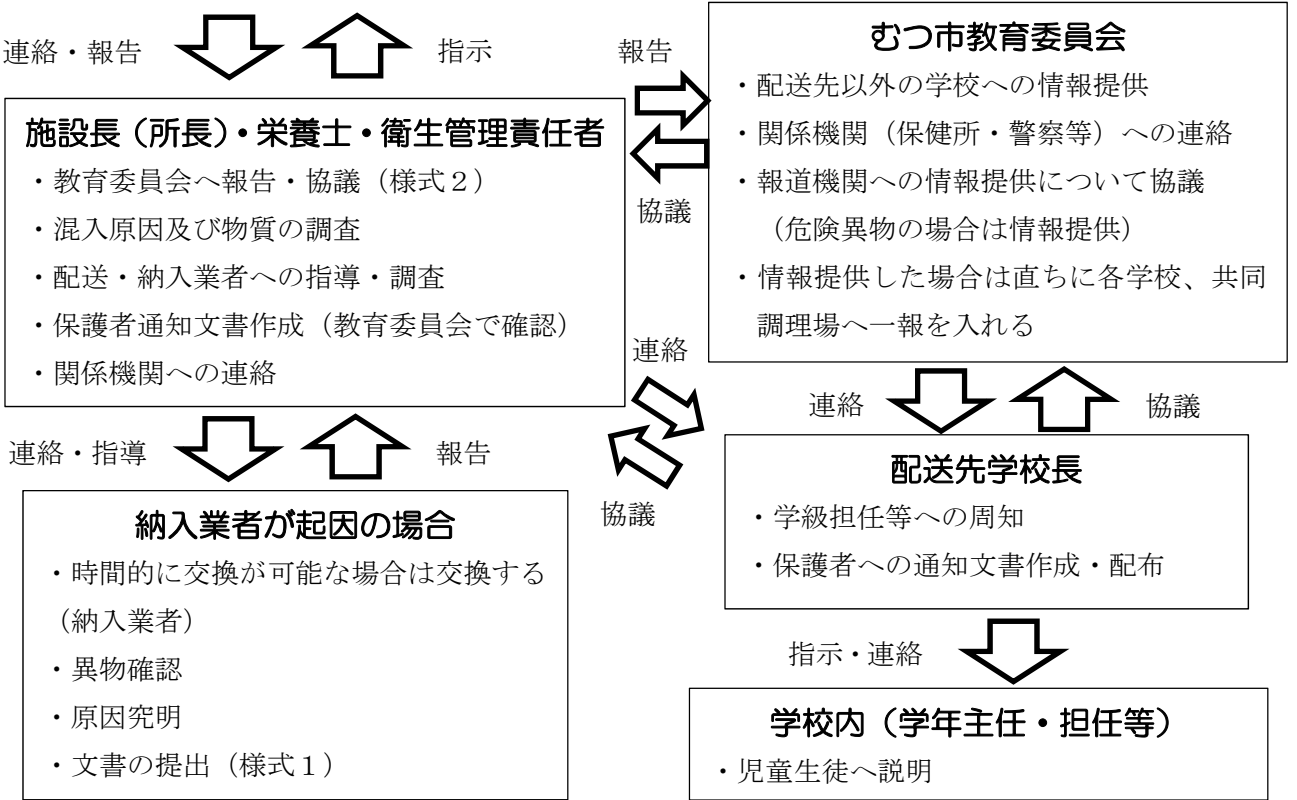 連絡・報告
指示
報告
協議
施設長（所長）・栄養士・衛生管理責任者
・教育委員会へ報告・協議（様式２）
・混入原因及び物質の調査
・配送・納入業者への指導・調査
・保護者通知文書作成（教育委員会で確認）
・関係機関への連絡
むつ市教育委員会
・配送先以外の学校への情報提供
・関係機関（保健所・警察等）への連絡
・報道機関への情報提供について協議
（危険異物の場合は情報提供）
・情報提供した場合は直ちに各学校、共同
調理場へ一報を入れる
連絡・指導
報告
連絡
協議
連絡
協議
納入業者が起因の場合
・時間的に交換が可能な場合は交換する
（納入業者）
・異物確認
・原因究明
・文書の提出（様式１）
配送先学校長
・学級担任等への周知
・保護者への通知文書作成・配布
指示・連絡
学校内（学年主任・担任等）
・児童生徒へ説明